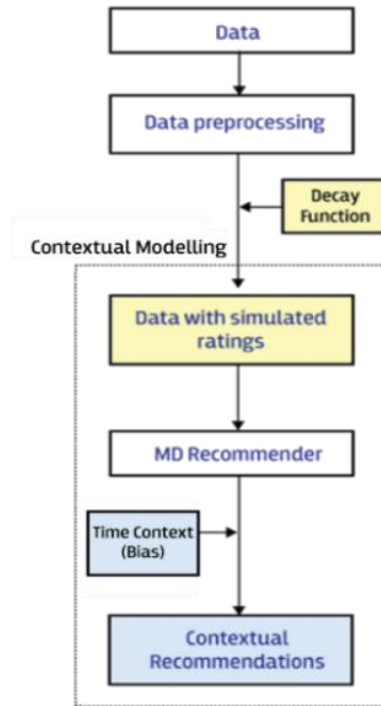 Data
Data preprocessing
Decay
Function
Contextual Modelling
Data with simulated
ratings
MD Recommender
Time Context
(Bias)
Contextual
Recommendations